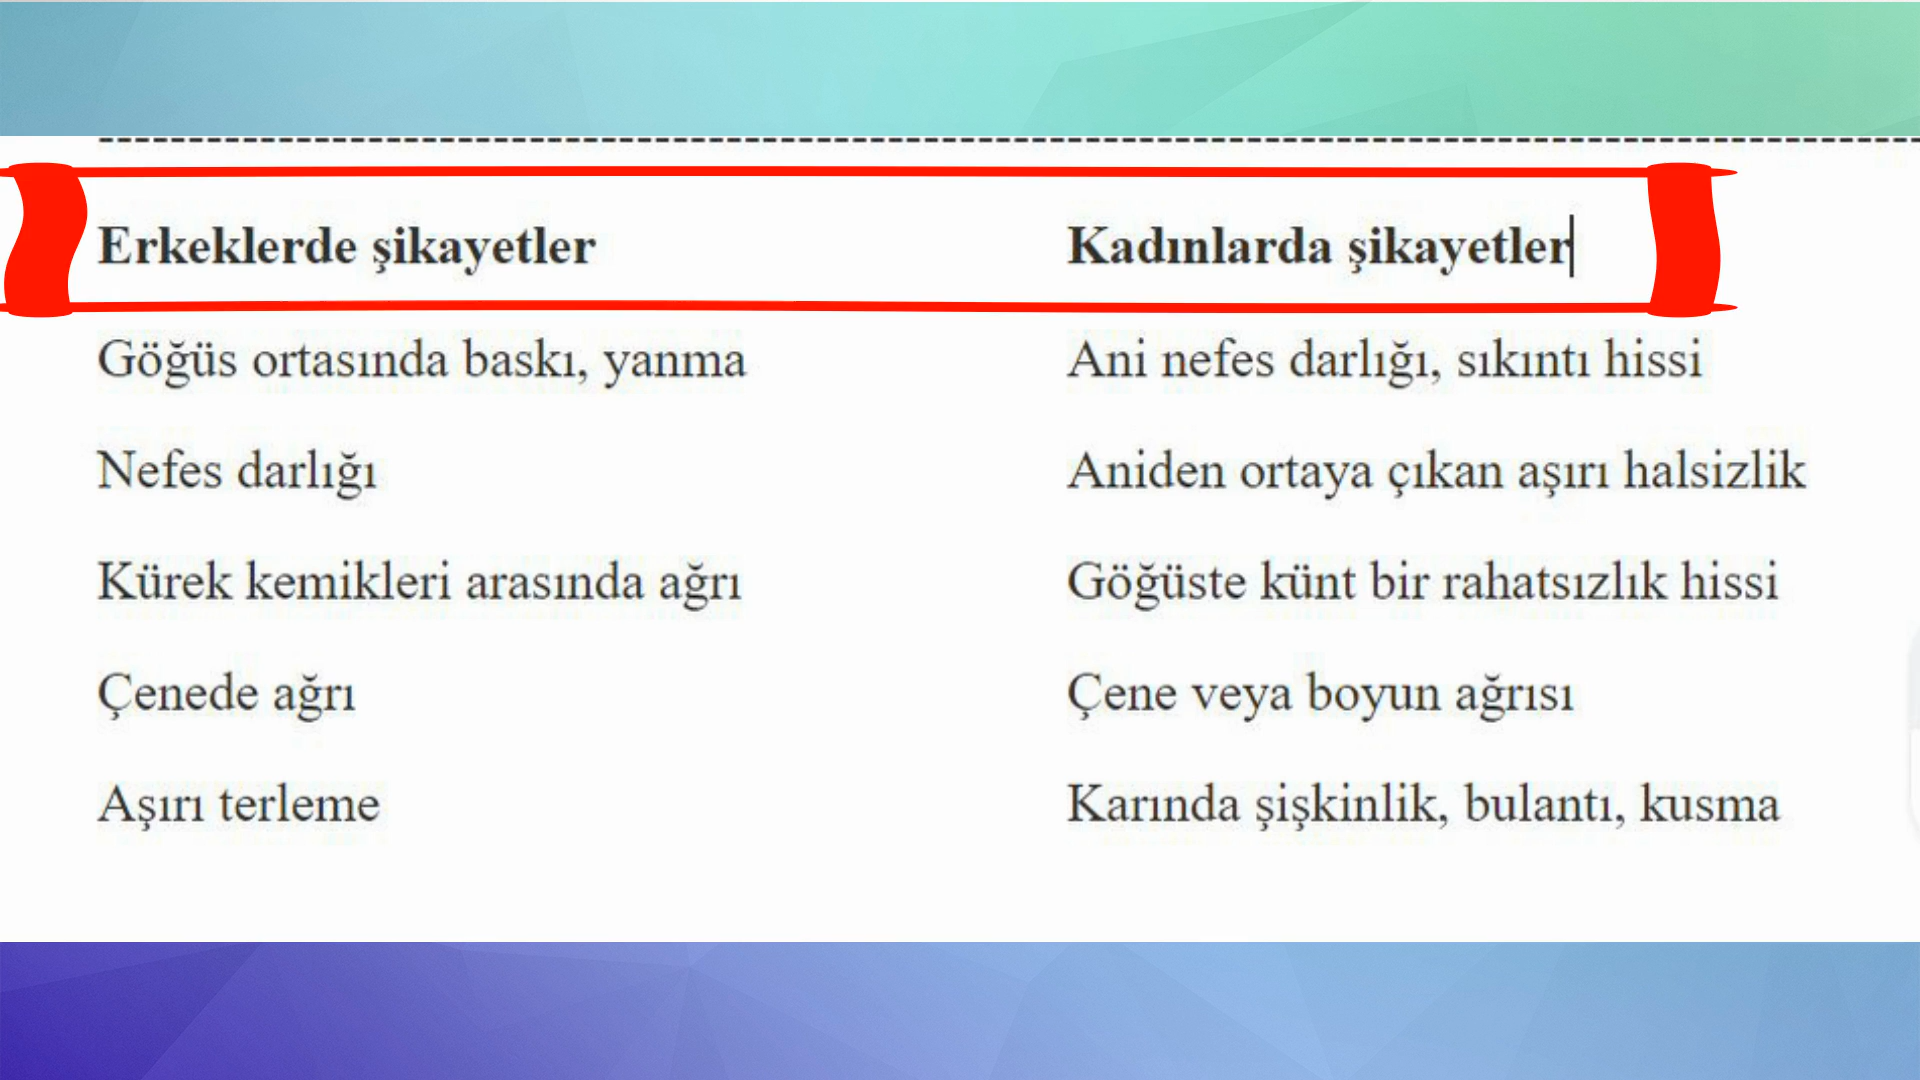 Erkeklerde şikayetler Kadınlarda şikayetler
Göğüs ortasında baskı, yanma Ani nefes darlığı, sıkıntı hissi
Nefes darlığı Aniden ortaya çıkan aşırı halsizlik
Kürek kemikleri arasında ağrı Göğüste künt bir rahatsızlık hissi
Çenede ağrı Çene veya boyun ağrısı
Aşırı terleme Karında şişkinlik, bulantı, kusma